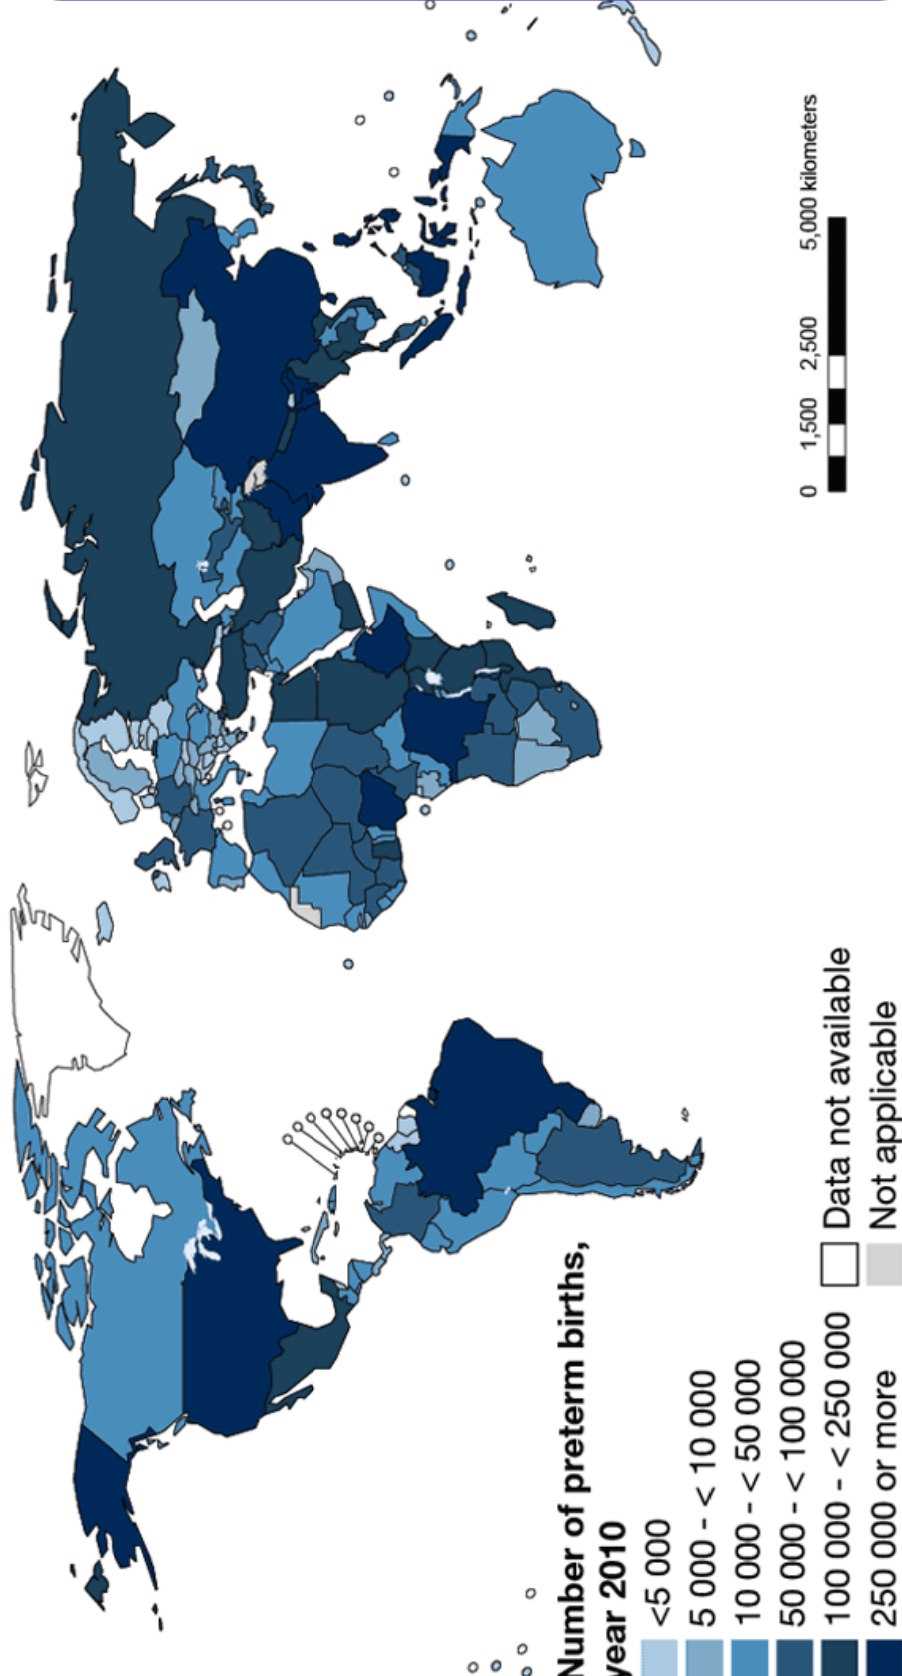 Number of preterm births,
year 2010
<5 000
5 000 - < 10 000
10 000 - < 50 000
50 000 - < 100 000
100 000 - < 250 000
250 000 or more
Data not available
Not applicable
0 1,500 2,500 5,000 kilometers